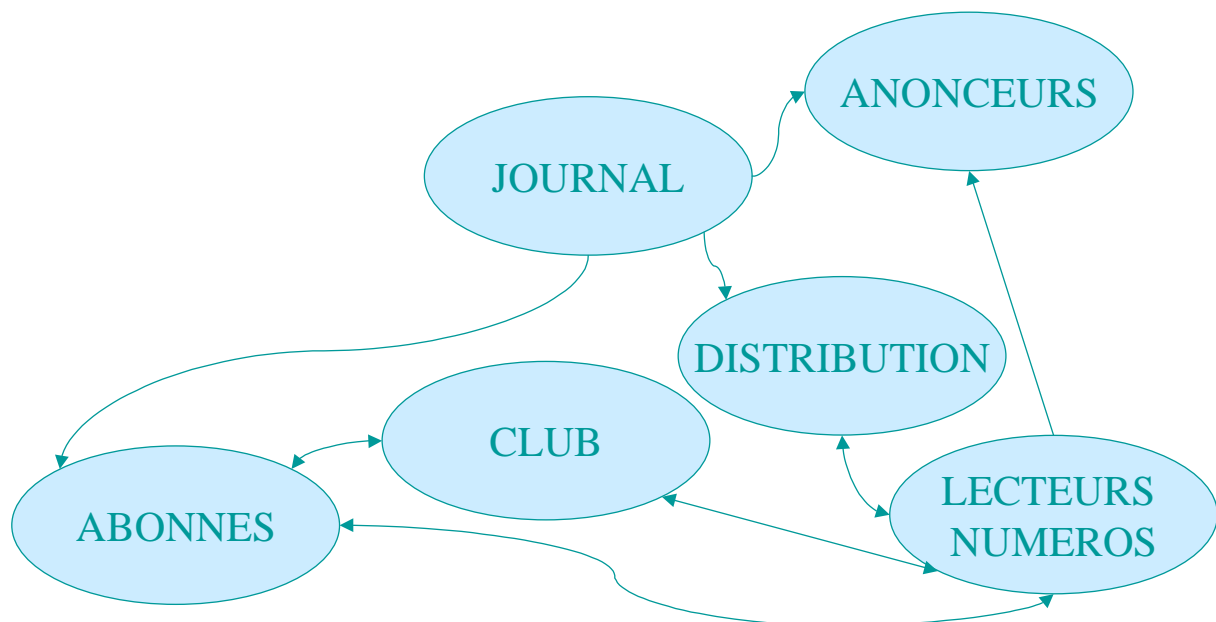 ANONCEURS
JOURNAL
DISTRIBUTION
CLUB
LECTEURS
NUMEROS
ABONNES